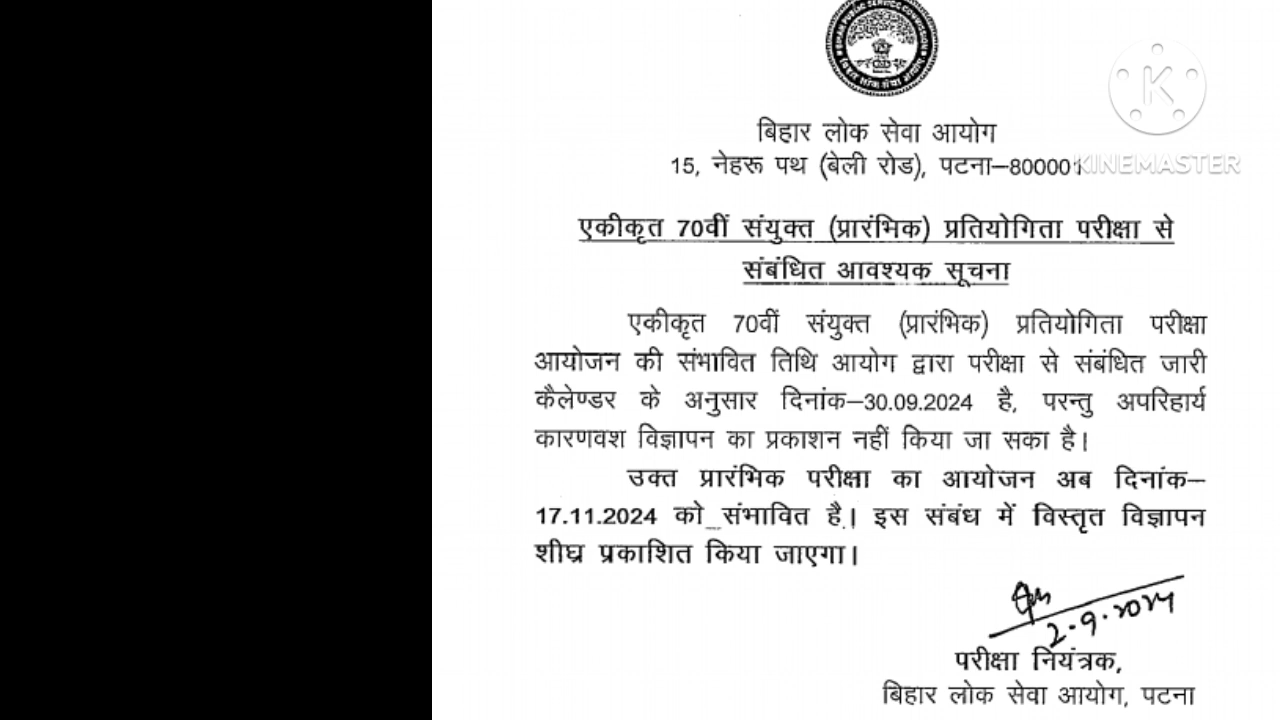 बिहार लोक सेवा आयोग
15, नेहरू पथ (बेली रोड), पटना–800001
KINEMASTER
एकीकृत 70वीं संयुक्त (प्रारंभिक) प्रतियोगिता परीक्षा से
संबंधित आवश्यक सूचना
एकीकृत 70वीं संयुक्त (प्रारंभिक) प्रतियोगिता परीक्षा
आयोजन की संभावित तिथि आयोग द्वारा परीक्षा से संबंधित जारी
कैलेण्डर के अनुसार दिनांक–30.09.2024 है, परन्तु अपरिहार्य
कारणवश विज्ञापन का प्रकाशन नहीं किया जा सका है।
उक्त प्रारंभिक परीक्षा का आयोजन अब दिनांक–
17.11.2024 को संभावित है। इस संबंध में विस्तृत विज्ञापन
शीघ्र प्रकाशित किया जाएगा।
2.9.2024
परीक्षा नियंत्रक,
बिहार लोक सेवा आयोग, पटना